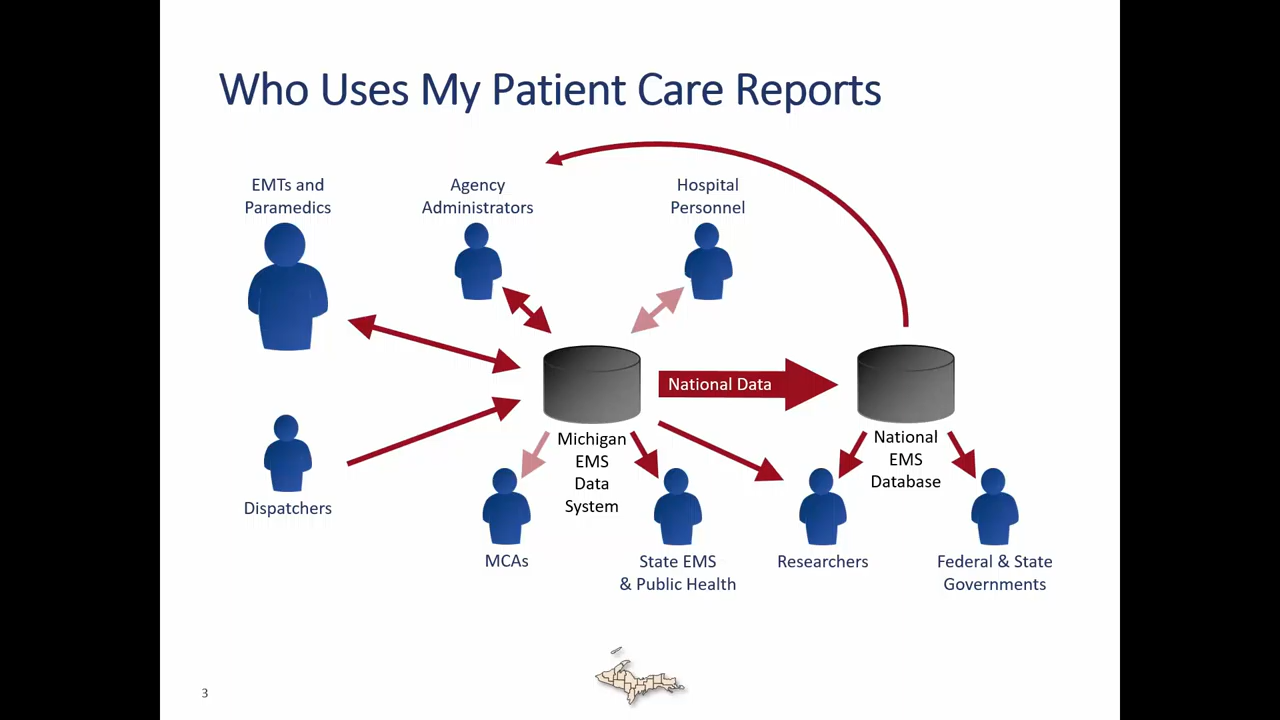 Who Uses My Patient Care Reports
EMTs and
Paramedics
Agency
Administrators
Hospital
Personnel
National Data
Dispatchers
Michigan
EMS
Data
System
National
EMS
Database
MCAs
State EMS
& Public Health
Researchers
Federal & State
Governments
3